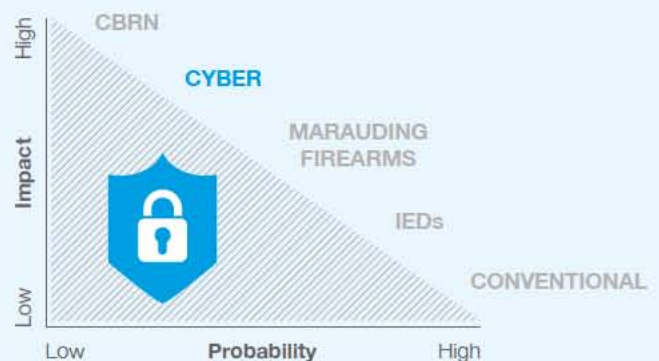 High
CBRN
CYBER
MARAUDING
FIREARMS
Impact
IEDs
CONVENTIONAL
Low
Low Probability High